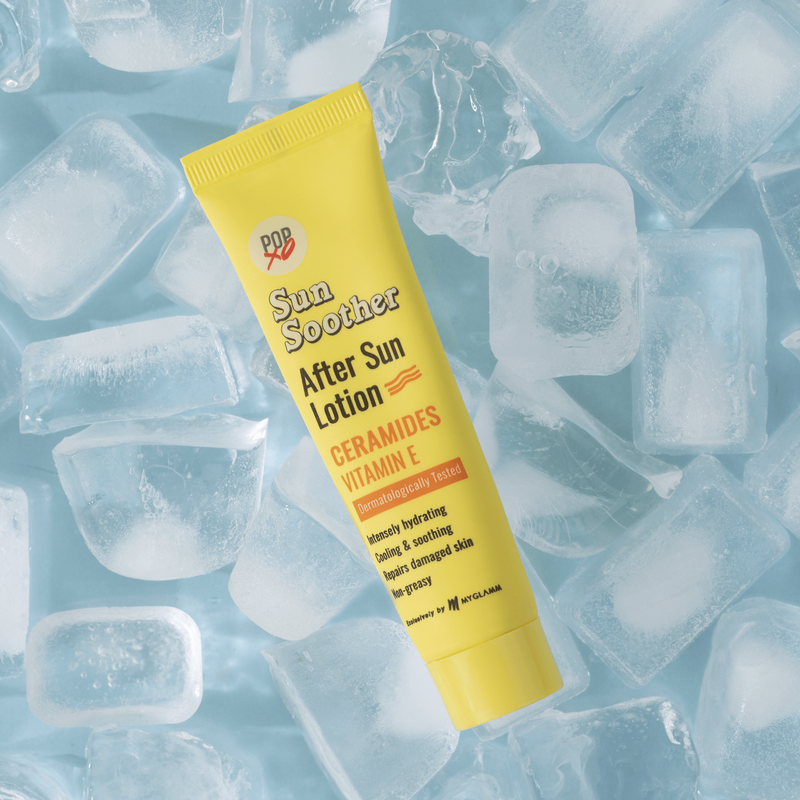 POP
XO
Sun
Soother
After Sun
Lotion
CERAMIDES
VITAMIN E
Dermatologically Tested
Intensely hydrating
Cooling & soothing
Repairs damaged skin
Non-greasy
Exclusively by M MYGLAMM